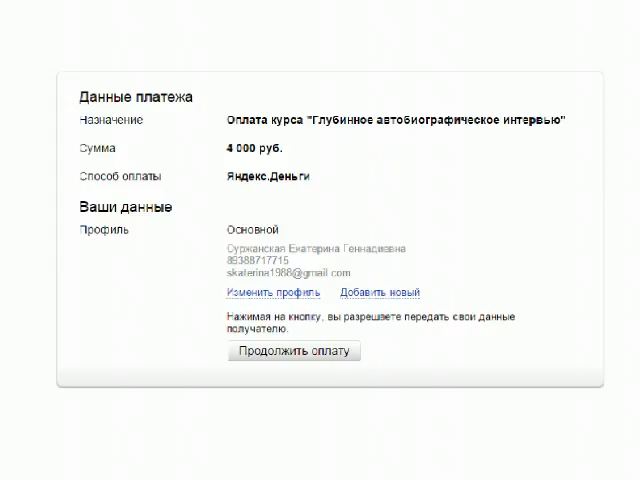 Данные платежа
Назначение Оплата курса "Глубинное автобиографическое интервью"
Сумма 4 000 руб.
Способ оплаты Яндекс.Деньги
Ваши данные
Профиль Основной
Суржанская Екатерина Геннадиевна
89388717715
skaterina1988@gmail.com
Изменить профиль Добавить новый
Нажимая на кнопку, вы разрешаете передать свои данные
получателю.
Продолжить оплату